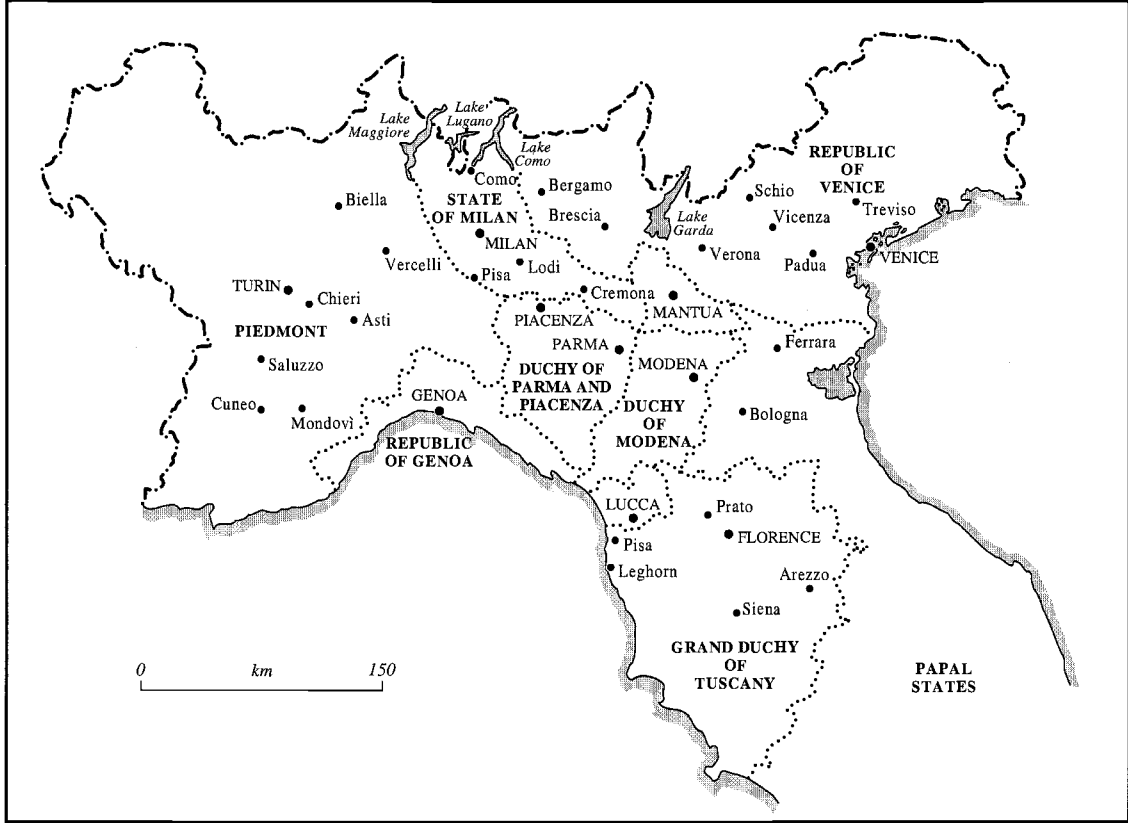 Lake
Maggiore
Lake
Lugano
Lake
Como
Como
STATE
OF MILAN
MILAN
Lodi
Pisa
Bergamo
Brescia
Lake
Garda
REPUBLIC
OF
VENICE
Schio
Vicenza
Treviso
Verona
Padua
VENICE
Biella
Vercelli
TURIN
Chieri
Asti
PIEDMONT
Saluzzo
Cuneo
Mondovì
Cremona
MANTUA
PIACENZA
PARMA
DUCHY OF
PARMA AND
PIACENZA
MODENA
DUCHY
OF
MODENA
Ferrara
Bologna
GENOA
REPUBLIC
OF GENOA
LUCCA
Pisa
Leghorn
Prato
FLORENCE
Arezzo
Siena
GRAND DUCHY
OF
TUSCANY
PAPAL
STATES
0 km 150